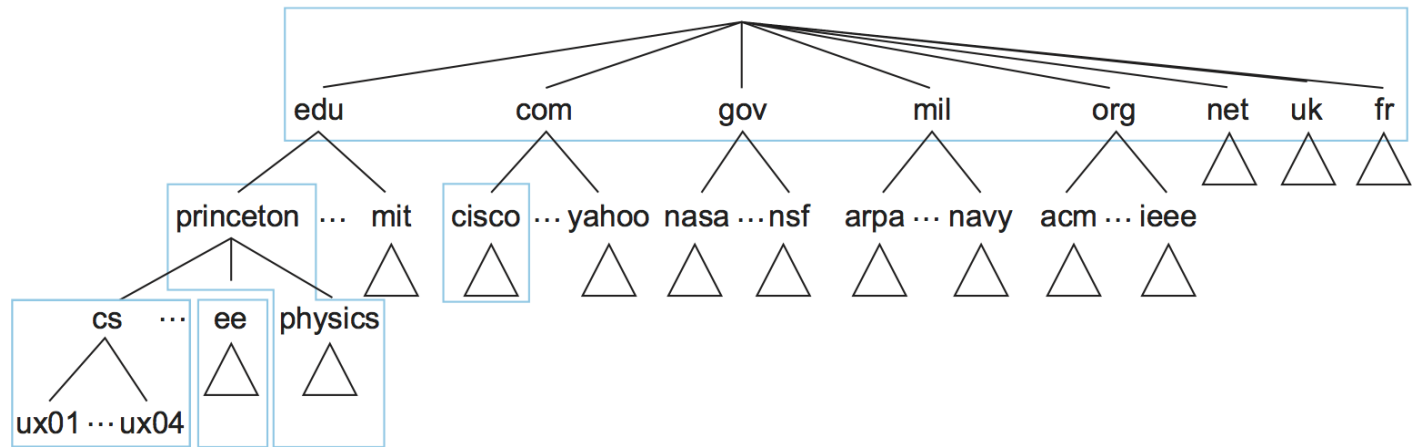 edu com gov mil org net uk fr
princeton ⋯ mit cisco ⋯ yahoo nasa ⋯ nsf arpa ⋯ navy acm ⋯ ieee
cs ⋯ ee physics
ux01 ⋯ ux04